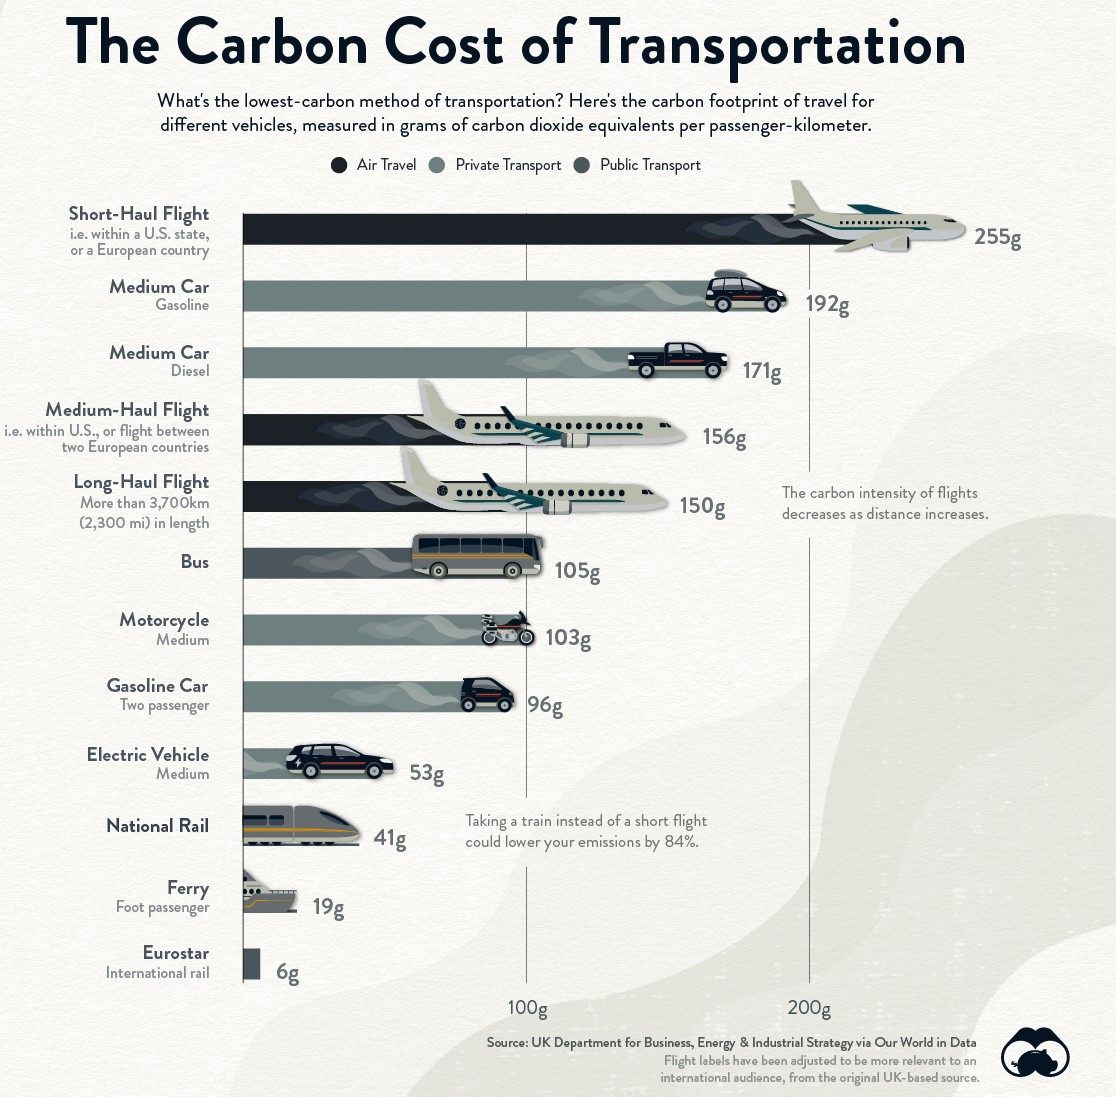 The Carbon Cost of Transportation
What's the lowest-carbon method of transportation? Here's the carbon footprint of travel for
different vehicles, measured in grams of carbon dioxide equivalents per passenger-kilometer.
Air Travel
Private Transport
Public Transport
Short-Haul Flight
i.e. within a U.S. state,
or a European country
255g
Medium Car
Gasoline
192g
Medium Car
Diesel
171g
Medium-Haul Flight
i.e. within U.S., or flight between
two European countries
156g
Long-Haul Flight
More than 3,700km
(2,300 mi) in length
150g
The carbon intensity of flights
decreases as distance increases.
Bus
105g
Motorcycle
Medium
103g
Gasoline Car
Two passenger
96g
Electric Vehicle
Medium
53g
National Rail
41g
Taking a train instead of a short flight
could lower your emissions by 84%.
Ferry
Foot passenger
19g
Eurostar
International rail
6g
100g
200g
Source: UK Department for Business, Energy & Industrial Strategy via Our World in Data
Flight labels have been adjusted to be more relevant to an
international audience, from the original UK-based source.